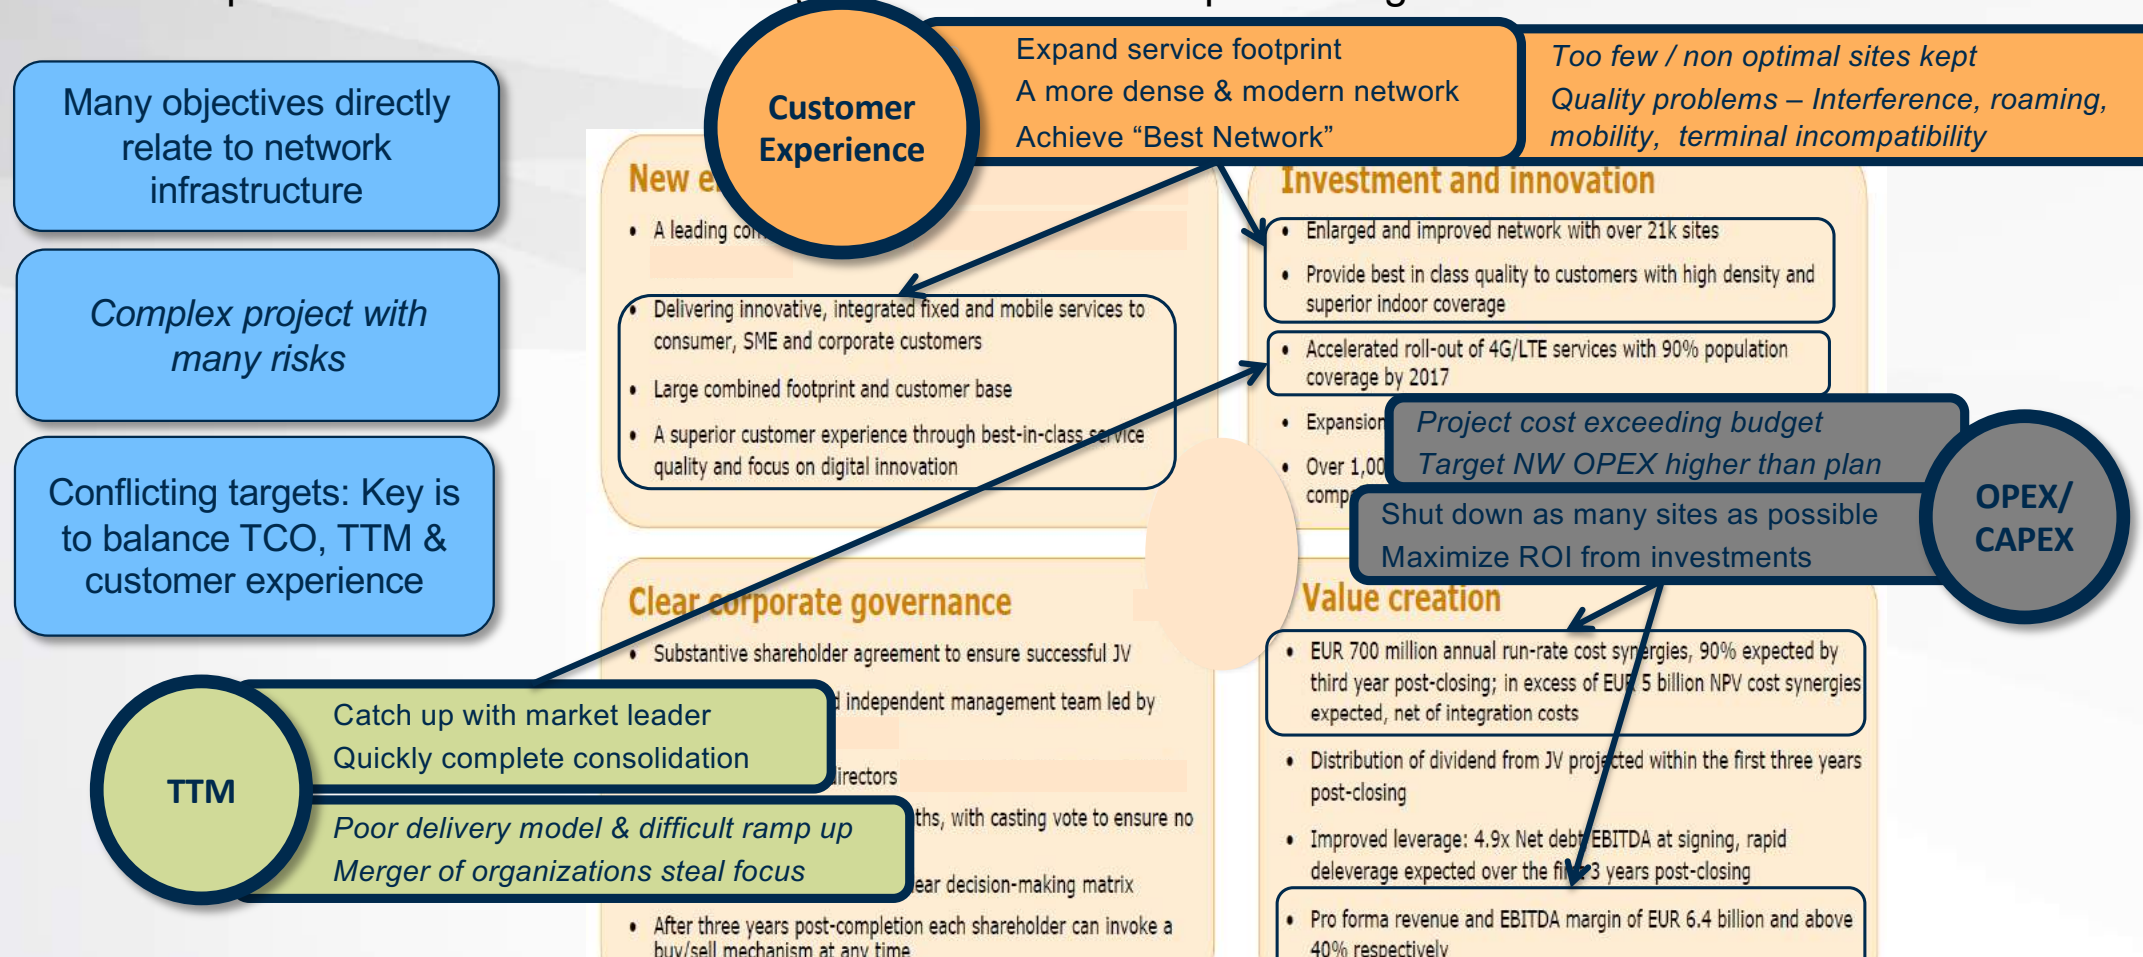 Many objectives directly
relate to network
infrastructure
Complex project with
many risks
Conflicting targets: Key is
to balance TCO, TTM &
customer experience
Customer
Experience
Expand service footprint
A more dense & modern network
Achieve “Best Network”
Too few / non optimal sites kept
Quality problems – Interference, roaming,
mobility, terminal incompatibility
New
• A leading
• Delivering innovative, integrated fixed and mobile services to
consumer, SME and corporate customers
• Large combined footprint and customer base
• A superior customer experience through best-in-class service
quality and focus on digital innovation
Investment and innovation
• Enlarged and improved network with over 21k sites
• Provide best in class quality to customers with high density and
superior indoor coverage
• Accelerated roll-out of 4G/LTE services with 90% population
coverage by 2017
• Expansion
• Over
Project cost exceeding budget
Target NW OPEX higher than plan
Shut down as many sites as possible
Maximize ROI from investments
OPEX/
CAPEX
Clear corporate governance
• Substantive shareholder agreement to ensure successful JV
independent management team led by
with casting vote to ensure no
decision-making matrix
• After three years post-completion each shareholder can invoke a
buy/sell mechanism at any time
TTM
Catch up with market leader
Quickly complete consolidation
Poor delivery model & difficult ramp up
Merger of organizations steal focus
Value creation
• EUR 700 million annual run-rate cost synergies, 90% expected by
third year post-closing; in excess of EUR 5 billion NPV cost synergies
expected, net of integration costs
• Distribution of dividend from JV projected within the first three years
post-closing
• Improved leverage: 4.9x Net debt/EBITDA at signing, rapid
deleverage expected over the first 3 years post-closing
• Pro forma revenue and EBITDA margin of EUR 6.4 billion and above
40% respectively